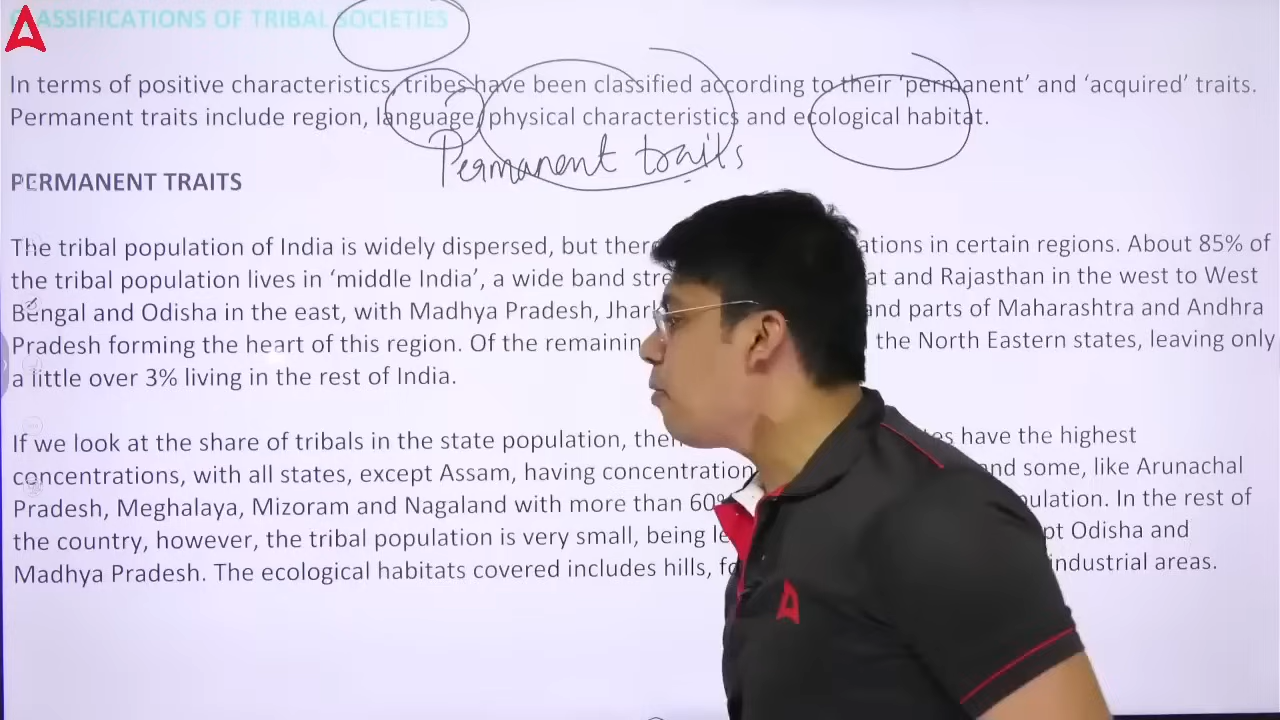 CLASSIFICATIONS OF TRIBAL SOCIETIES
In terms of positive characteristics, tribes have been classified according to their ‘permanent’ and ‘acquired’ traits.
Permanent traits include region, language, physical characteristics and ecological habitat.
Permanent traits
PERMANENT TRAITS
The tribal population of India is widely dispersed, but in certain regions. About 85% of
the tribal population lives in ‘middle India’, a wide band and Rajasthan in the west to West
Bengal and Odisha in the east, with Madhya Pradesh, and parts of Maharashtra and Andhra
Pradesh forming the heart of this region. Of the the North Eastern states, leaving only
a little over 3% living in the rest of India.
If we look at the share of tribals in the state population, have the highest
concentrations, with all states, except Assam, having and some, like Arunachal
Pradesh, Meghalaya, Mizoram and Nagaland with more than In the rest of
the country, however, the tribal population is very small, being Odisha and
Madhya Pradesh. The ecological habitats covered includes hills, industrial areas.